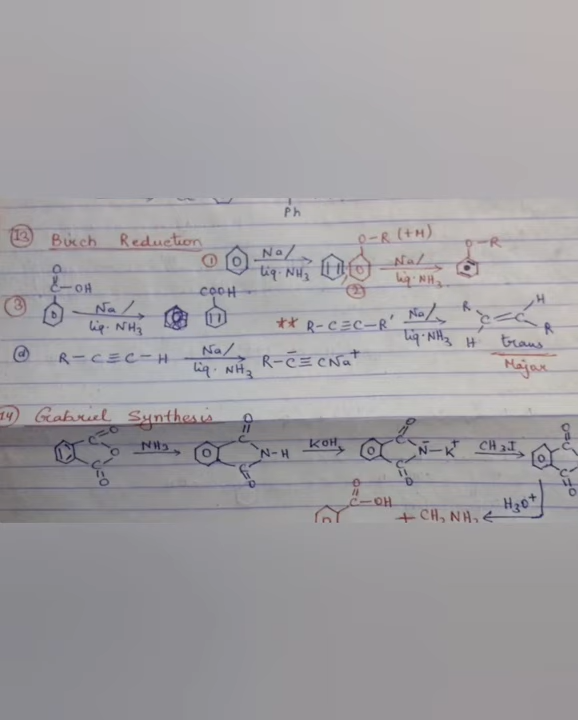 Ph
(13) Birch Reduction
① Na/ liq. NH3
O-R (+M)
② Na/ liq. NH3
O-R
③ O
C-OH
Na/ liq. NH3
COOH
** R-C≡C-R' Na/ liq. NH3
R H C=C H R
trans
Major
R-C≡C-H Na/ liq. NH3 R-C̄≡CNa+
14) Gabriel Synthesis
O O O NH3 O N-H O KOH O N̄-K+ O CH3I O O
H3O+
O
C-OH
+ CH3NH2